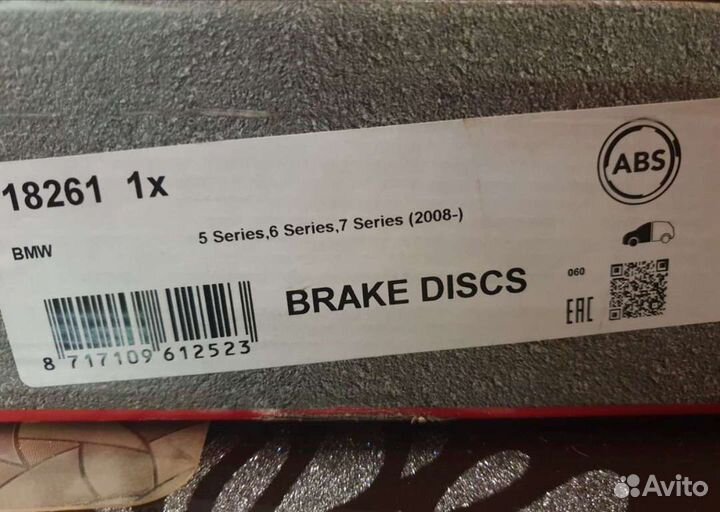 18261 1x
ABS
BMW
5 Series,6 Series,7 Series (2008-)
BRAKE DISCS
060
EAC
8 717109 612523
Avito